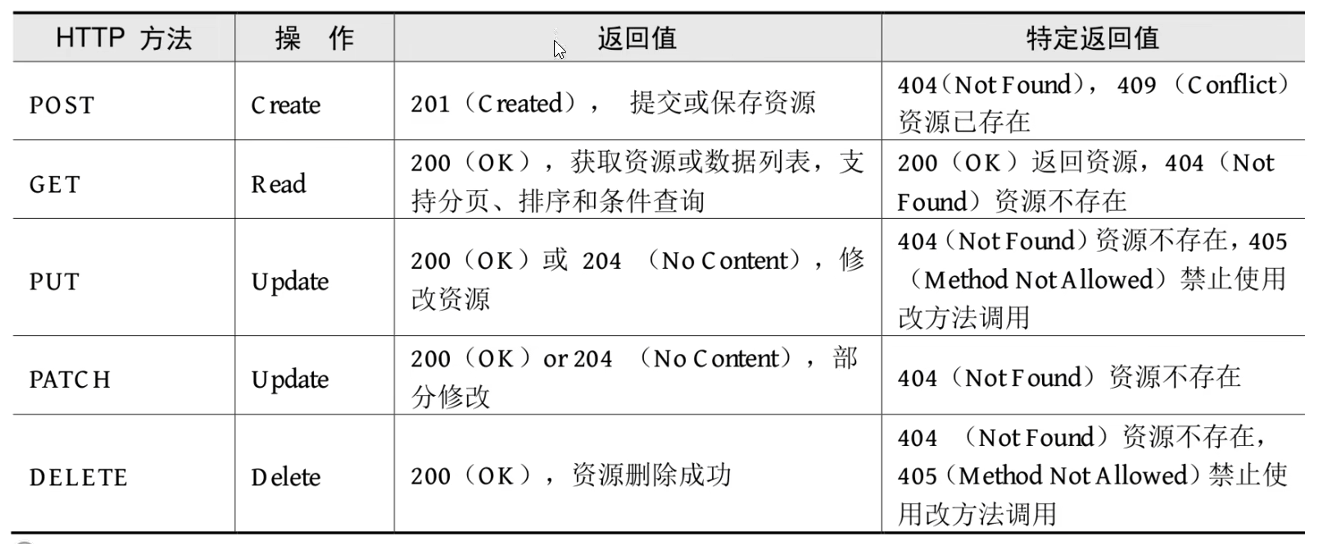 HTTP 方法 操 作 返回值 特定返回值
POST Create 201（Created）， 提交或保存资源 404（Not Found），409（Conflict）
资源已存在
GET Read 200（OK），获取资源或数据列表，支
持分页、排序和条件查询 200（OK）返回资源，404（Not
Found）资源不存在
PUT Update 200（OK）或 204 （No Content），修
改资源 404（Not Found）资源不存在，405
（Method Not Allowed）禁止使用
改方法调用
PATCH Update 200（OK）or 204 （No Content），部
分修改 404（Not Found）资源不存在
DELETE Delete 200（OK），资源删除成功 404 （Not Found）资源不存在，
405（Method Not Allowed）禁止使
用改方法调用